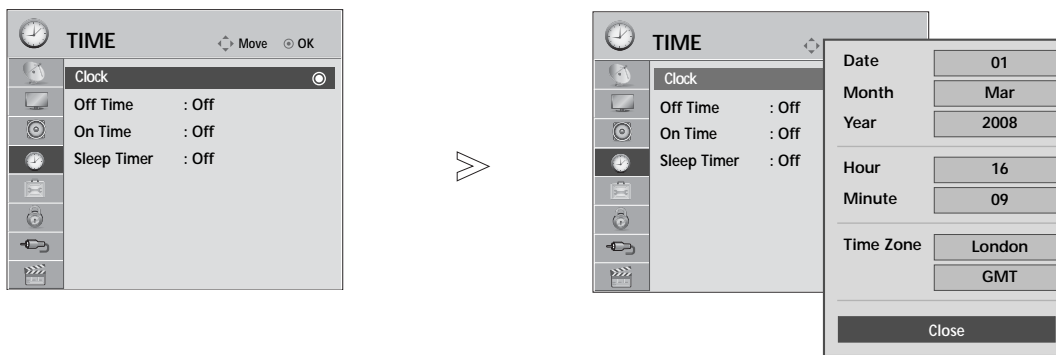 TIME Move OK
Clock
Off Time : Off
On Time : Off
Sleep Timer : Off
TIME
Clock
Off Time : Off
On Time : Off
Sleep Timer : Off
Date 01
Month Mar
Year 2008
Hour 16
Minute 09
Time Zone London
GMT
Close